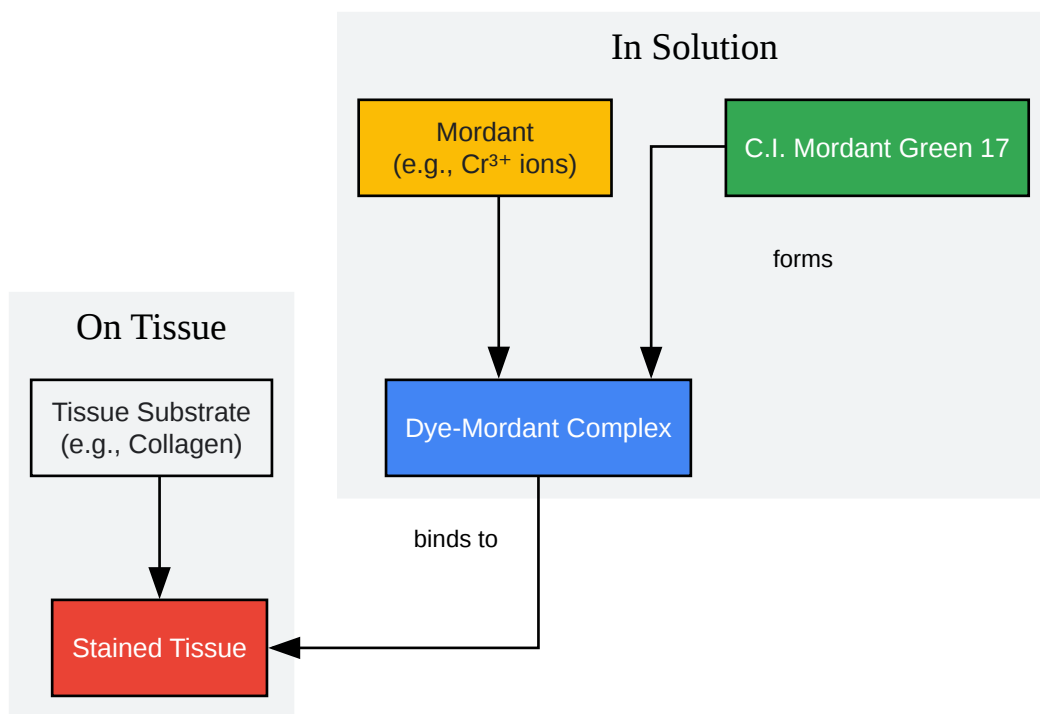 In Solution
Mordant
(e.g., Cr³⁺ ions)
C.I. Mordant Green 17
forms
On Tissue
Tissue Substrate
(e.g., Collagen)
Dye-Mordant Complex
binds to
Stained Tissue